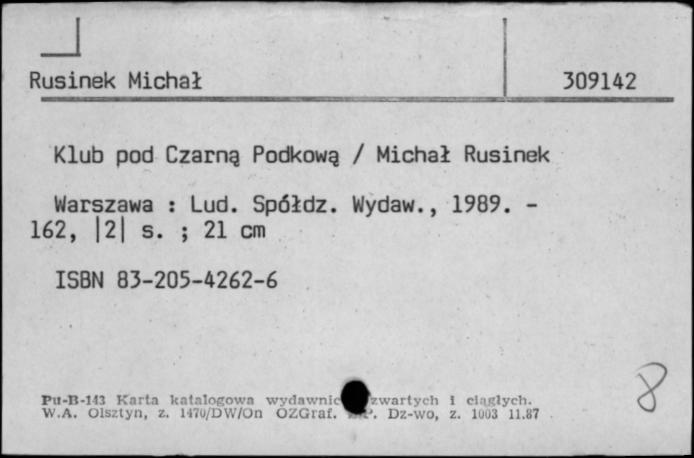 Rusinek Michał 309142
Klub pod Czarną Podkową / Michał Rusinek
Warszawa : Lud. Spółdz. Wydaw., 1989. -
162, |2| s. ; 21 cm
ISBN 83-205-4262-6
8
Pu-B-143 Karta katalogowa wydawnic zwartych i ciągłych.
W.A. Olsztyn, z. 1470/DW/On OZGraf. P. Dz-wo, z. 1003 11.87